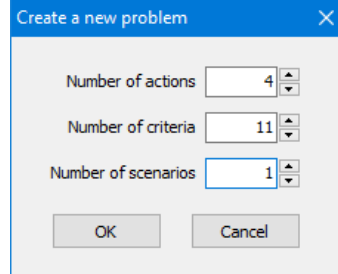 Create a new problem
Number of actions 4
Number of criteria 11
Number of scenarios 1
OK Cancel